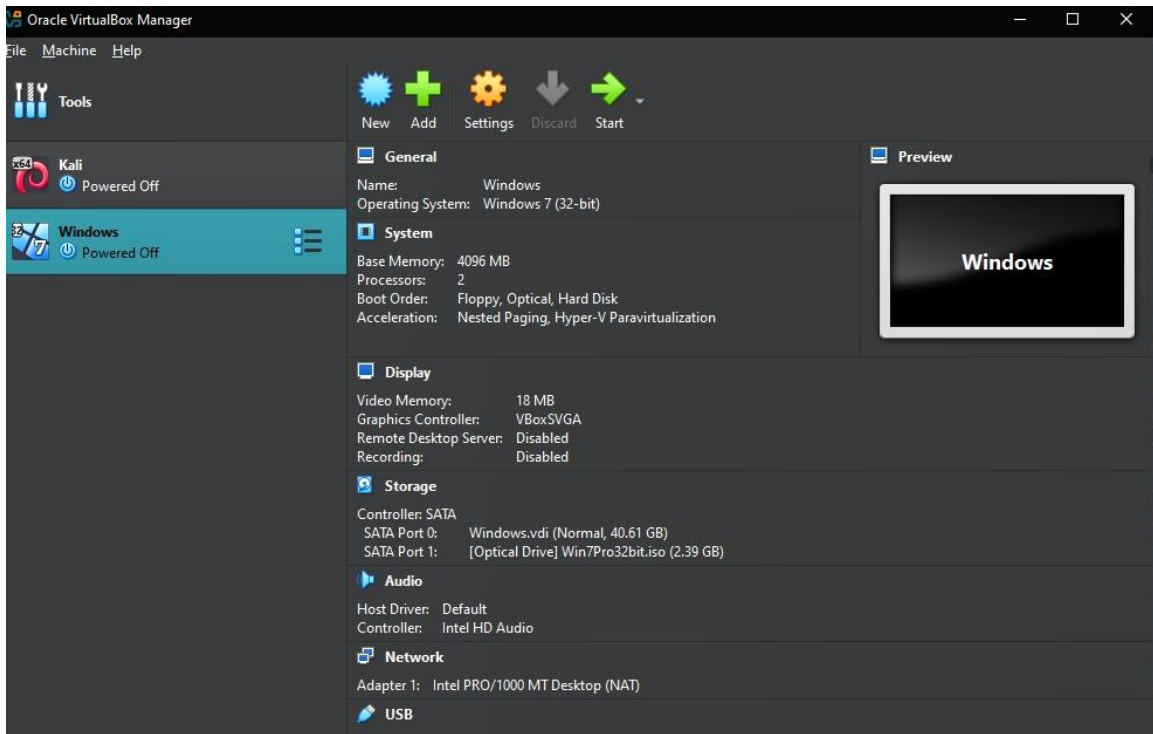 Oracle VirtualBox Manager
File Machine Help
Tools
New Add Settings Discard Start
x64
Kali
Powered Off
32
7
Windows
Powered Off
General
Name: Windows
Operating System: Windows 7 (32-bit)
Preview
Windows
System
Base Memory: 4096 MB
Processors: 2
Boot Order: Floppy, Optical, Hard Disk
Acceleration: Nested Paging, Hyper-V Paravirtualization
Display
Video Memory: 18 MB
Graphics Controller: VBoxSVGA
Remote Desktop Server: Disabled
Recording: Disabled
Storage
Controller: SATA
SATA Port 0: Windows.vdi (Normal, 40.61 GB)
SATA Port 1: [Optical Drive] Win7Pro32bit.iso (2.39 GB)
Audio
Host Driver: Default
Controller: Intel HD Audio
Network
Adapter 1: Intel PRO/1000 MT Desktop (NAT)
USB